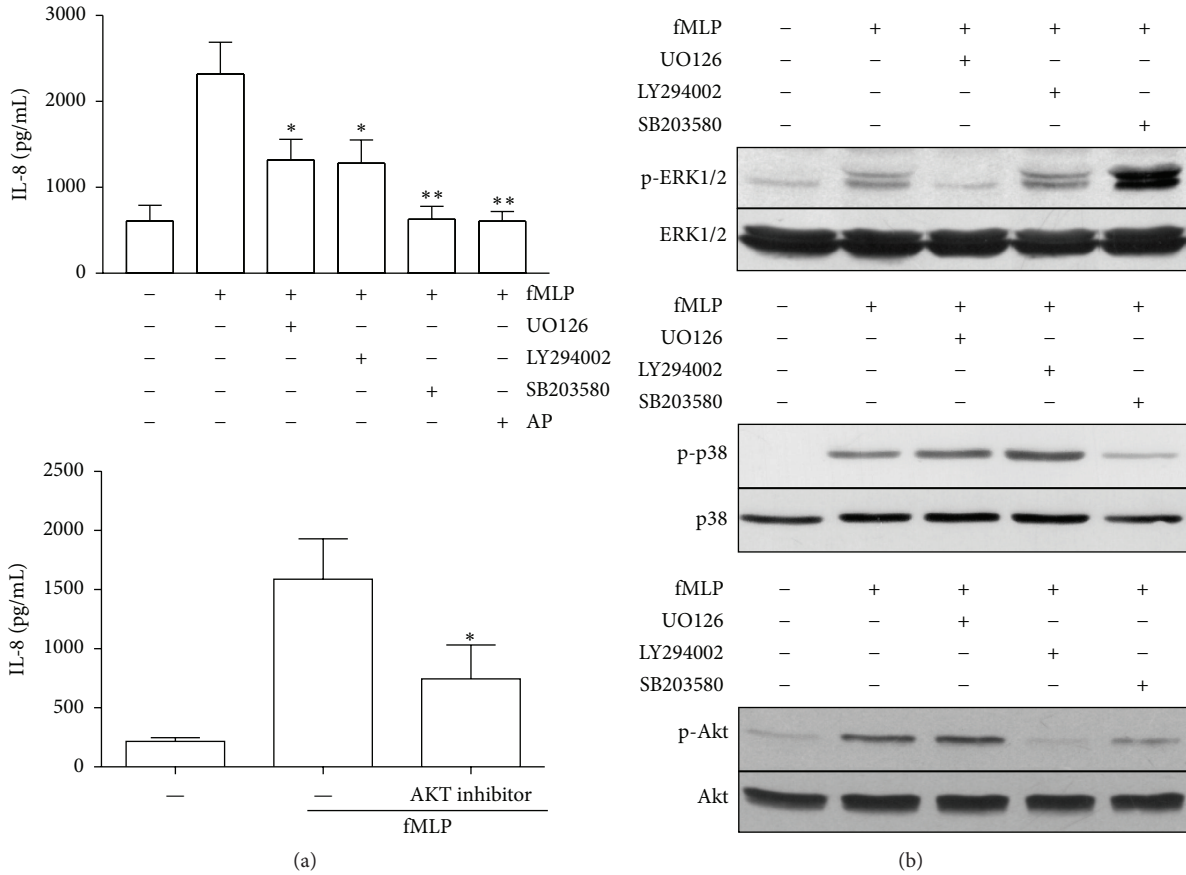 3000
2000
1000
0
IL-8 (pg/mL)
* * ** **
– + + + + + fMLP
– – + – – – UO126
– – – + – – LY294002
– – – – + – SB203580
– – – – – + AP
2500
2000
1500
1000
500
0
IL-8 (pg/mL)
*
— — AKT inhibitor
fMLP
(a)
fMLP – + + + +
UO126 – – + – –
LY294002 – – – + –
SB203580 – – – – +
p-ERK1/2
ERK1/2
fMLP – + + + +
UO126 – – + – –
LY294002 – – – + –
SB203580 – – – – +
p-p38
p38
fMLP – + + + +
UO126 – – + – –
LY294002 – – – + –
SB203580 – – – – +
p-Akt
Akt
(b)